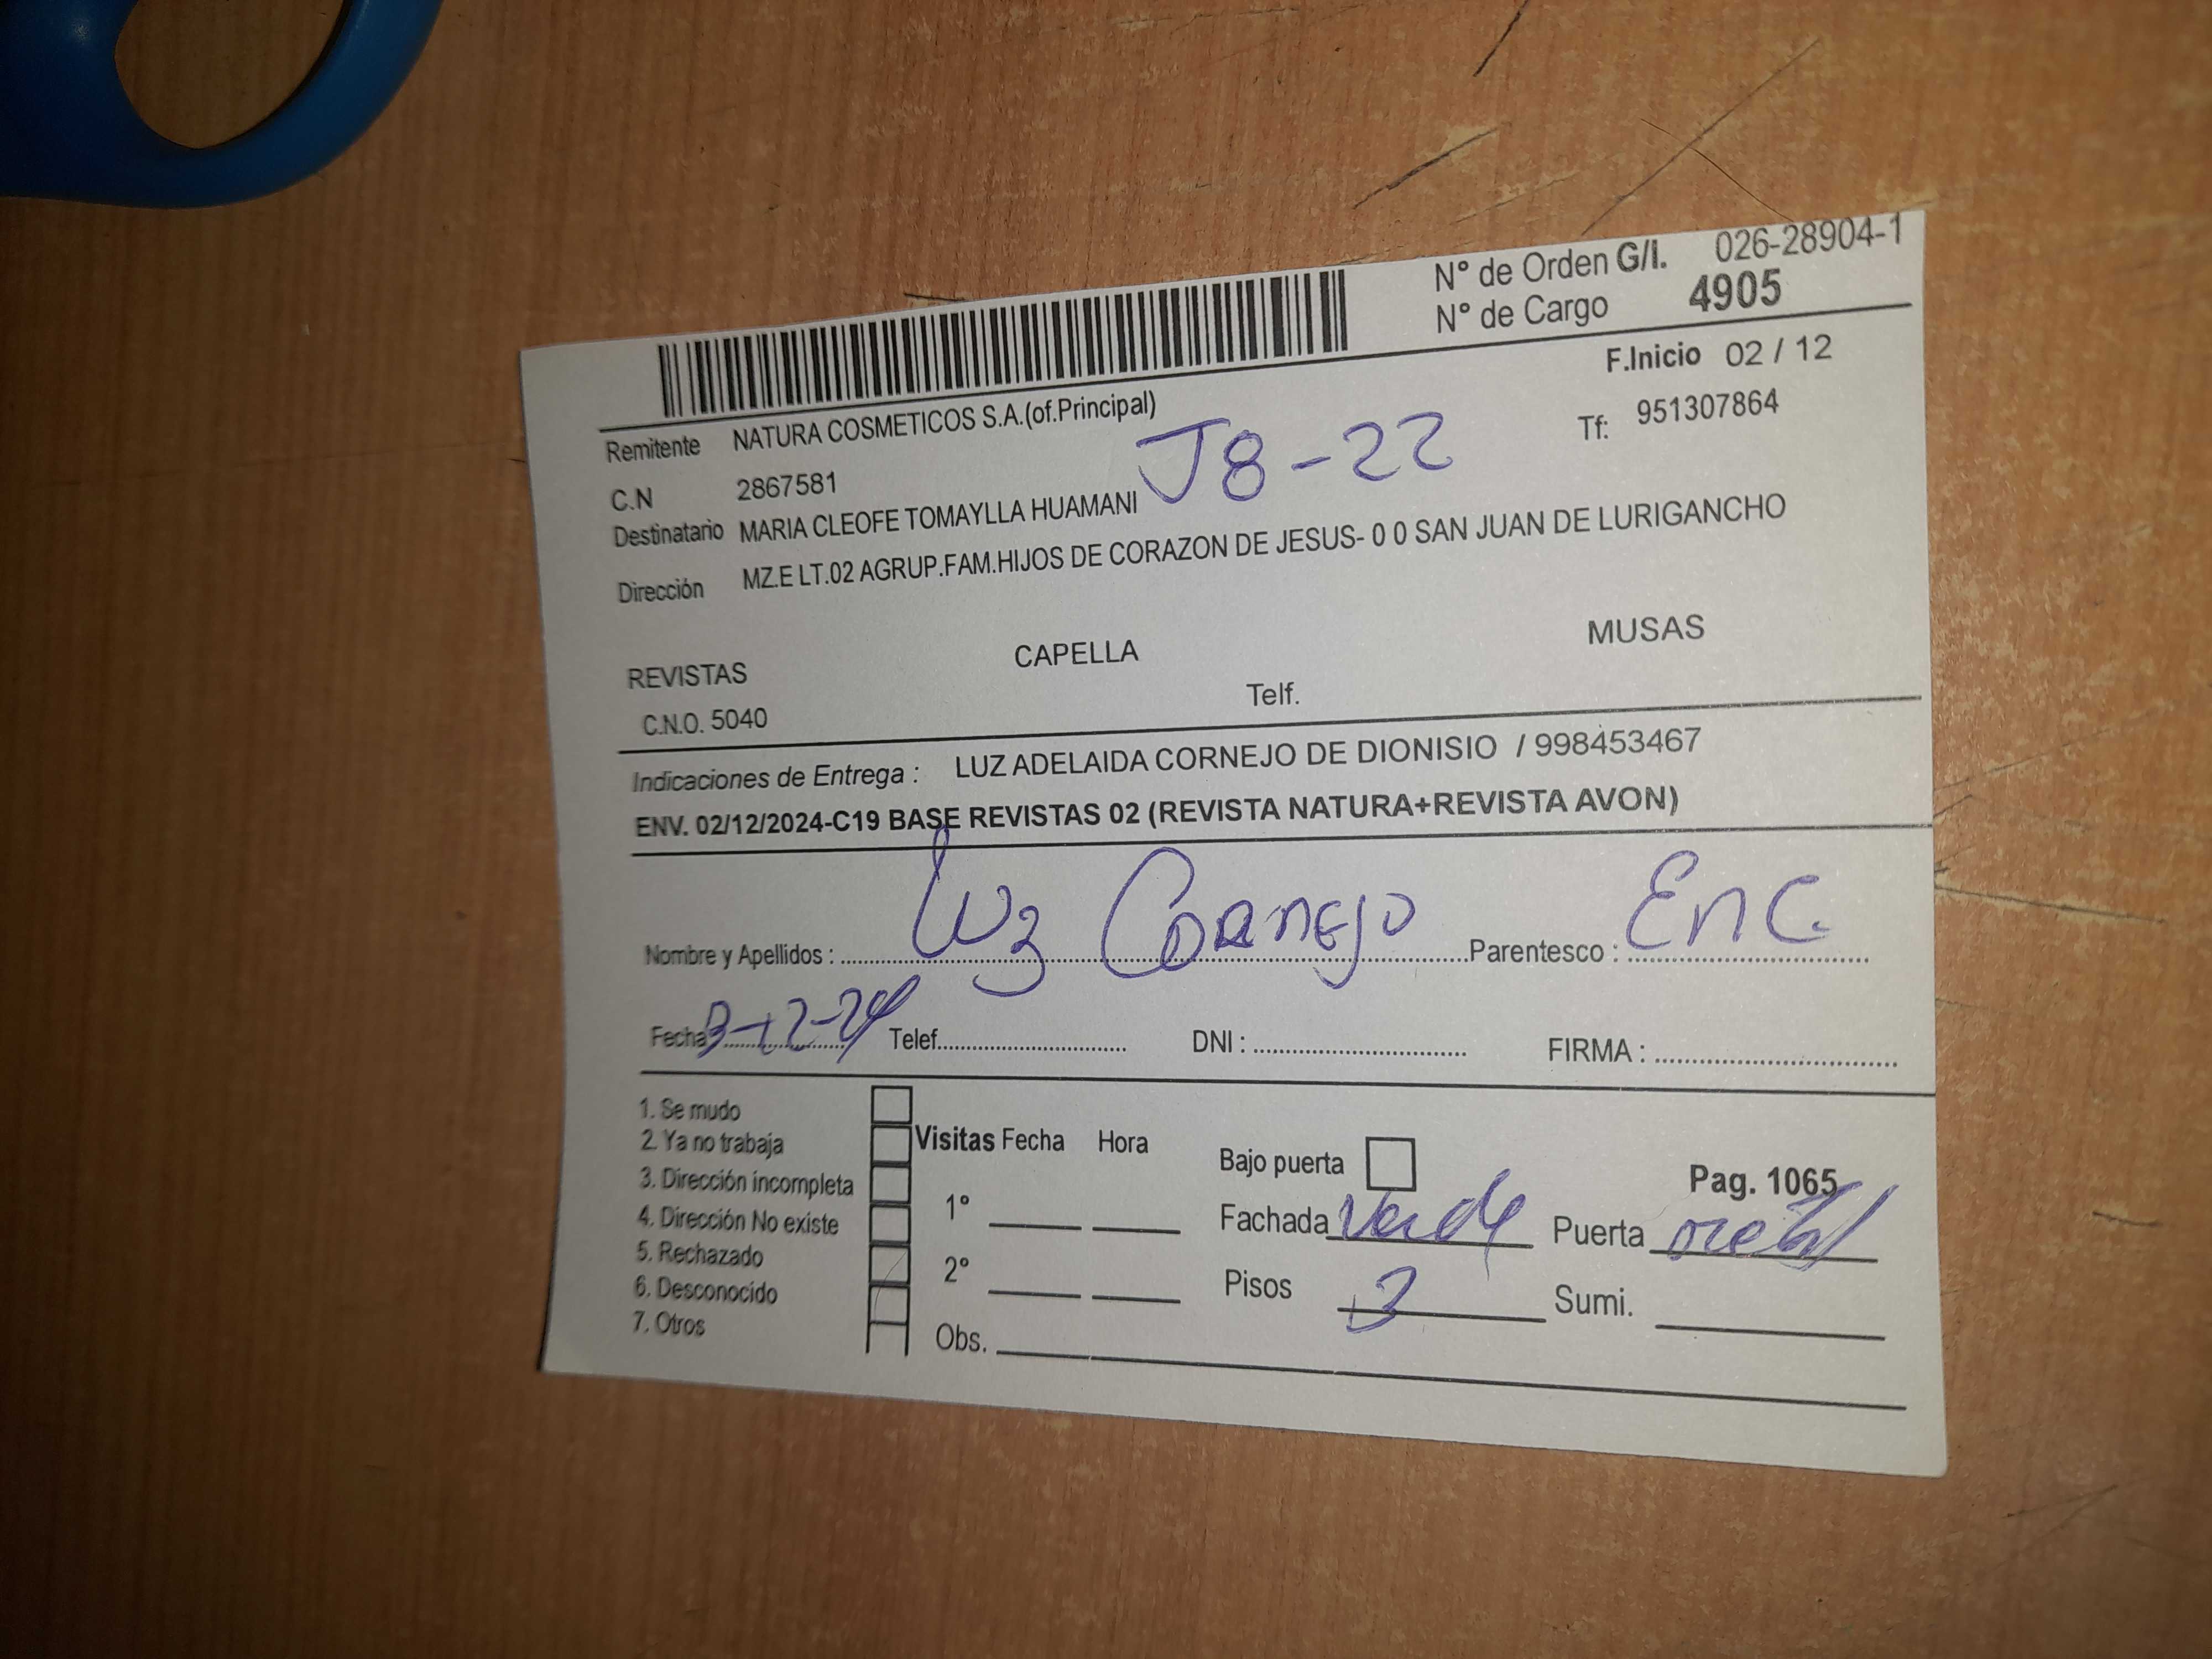 N° de Orden G/I. 026-28904-1
N° de Cargo 4905
F.Inicio 02 / 12
Remitente NATURA COSMETICOS S.A.(of.Principal)
Tf: 951307864
J8-22
C.N 2867581
Destinatario MARIA CLEOFE TOMAYLLA HUAMANI
Dirección MZ.E LT.02 AGRUP.FAM.HIJOS DE CORAZON DE JESUS- 0 0 SAN JUAN DE LURIGANCHO
REVISTAS CAPELLA MUSAS
C.N.O. 5040 Telf.
Indicaciones de Entrega : LUZ ADELAIDA CORNEJO DE DIONISIO / 998453467
ENV. 02/12/2024-C19 BASE REVISTAS 02 (REVISTA NATURA+REVISTA AVON)
Nombre y Apellidos : Luz Cornejo Parentesco : Enc.
Fecha 3-12-24 Telef. DNI : FIRMA :
1. Se mudo
2. Ya no trabaja
3. Dirección incompleta
4. Dirección No existe
5. Rechazado
6. Desconocido
7. Otros
Visitas Fecha Hora
1°
2°
Obs.
Bajo puerta
Pag. 1065
Fachada Verde Puerta metal
Pisos 3 Sumi.